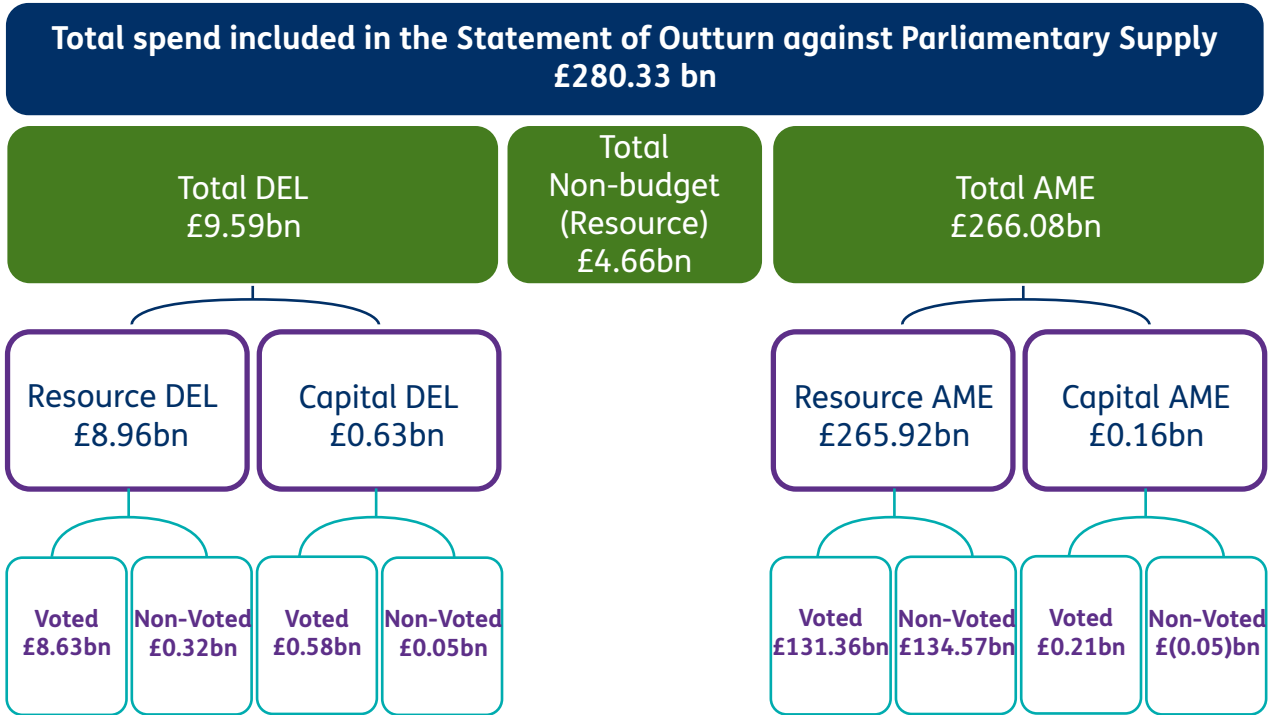 Total spend included in the Statement of Outturn against Parliamentary Supply
£280.33 bn
Total DEL
£9.59bn
Total
Non-budget
(Resource)
£4.66bn
Total AME
£266.08bn
Resource DEL
£8.96bn
Capital DEL
£0.63bn
Resource AME
£265.92bn
Capital AME
£0.16bn
Voted
£8.63bn
Non-Voted
£0.32bn
Voted
£0.58bn
Non-Voted
£0.05bn
Voted
£131.36bn
Non-Voted
£134.57bn
Voted
£0.21bn
Non-Voted
£(0.05)bn